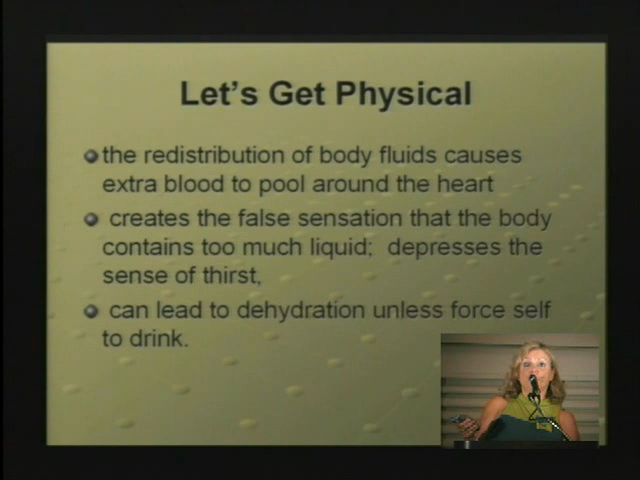 Let's Get Physical
the redistribution of body fluids causes
extra blood to pool around the heart
creates the false sensation that the body
contains too much liquid; depresses the
sense of thirst,
can lead to dehydration unless force self
to drink.